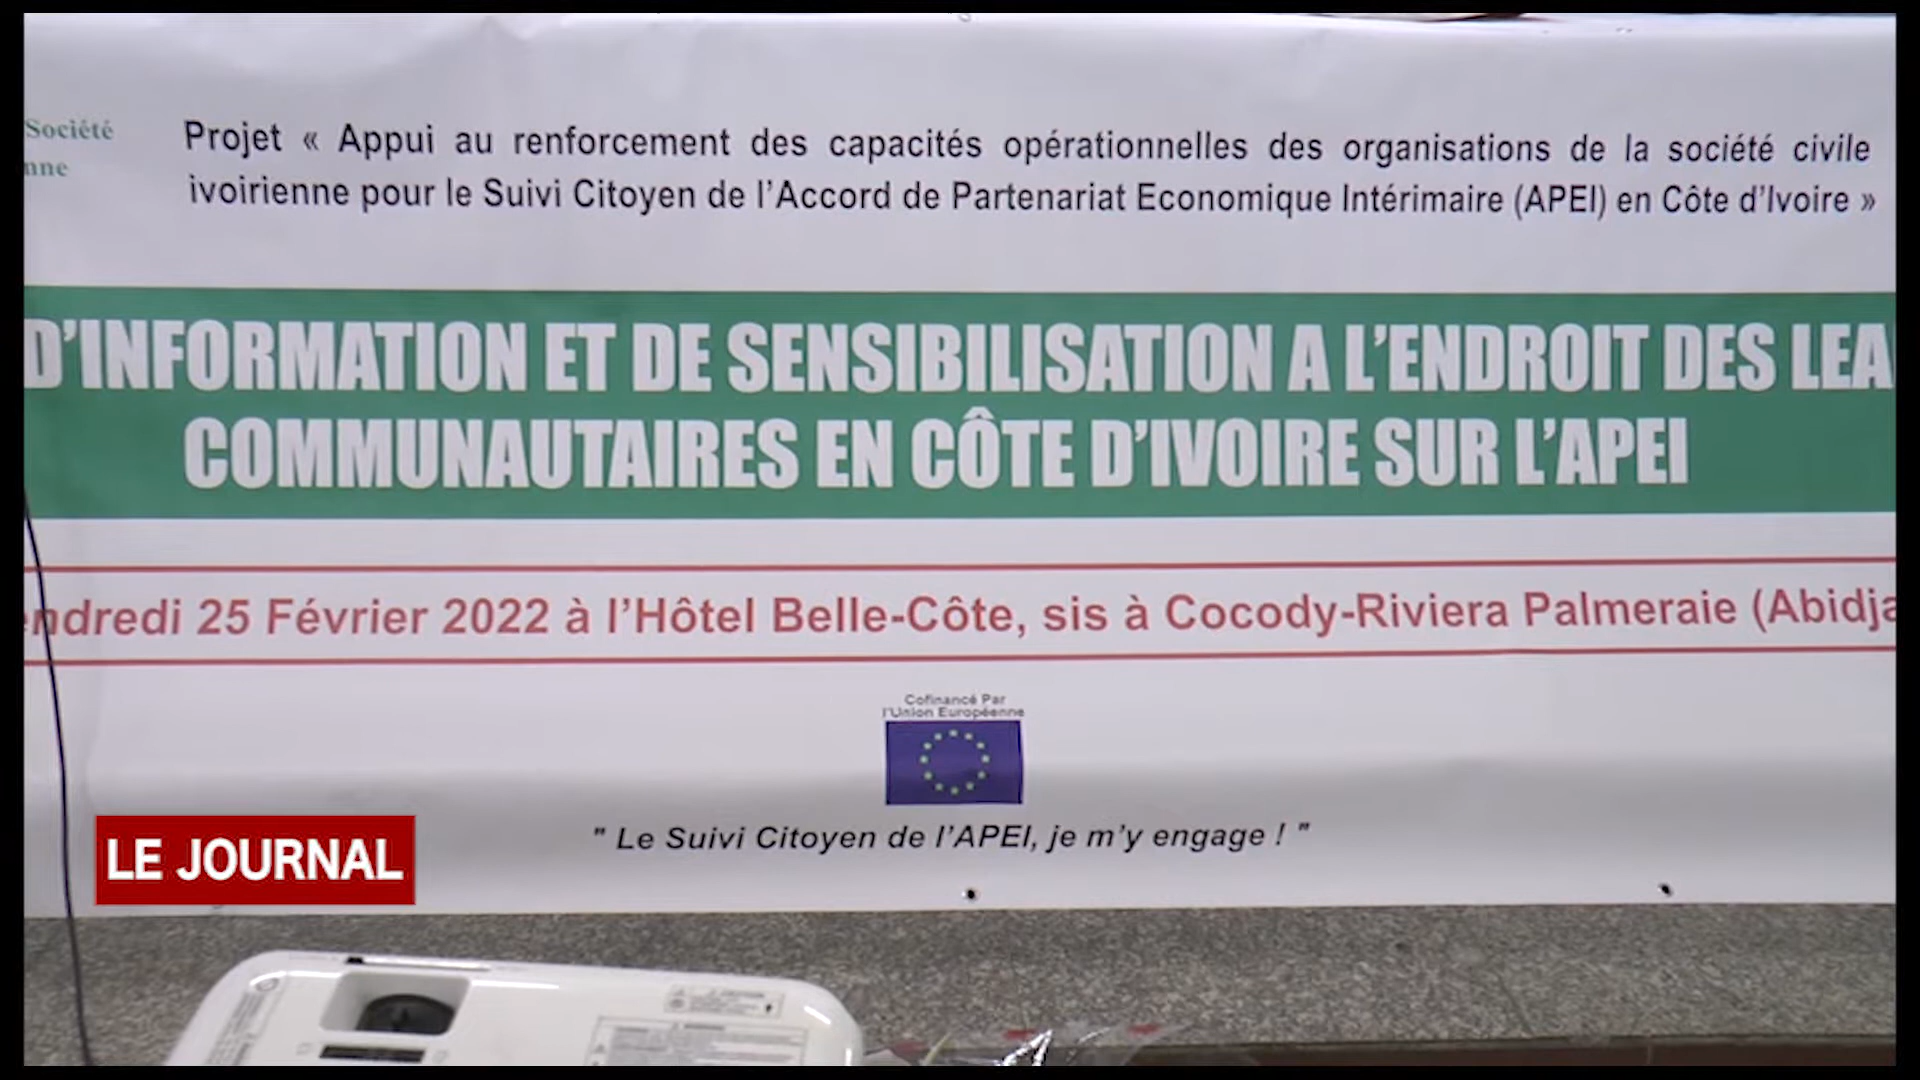 Société
Projet « Appui au renforcement des capacités opérationnelles des organisations de la société civile
ivoirienne pour le Suivi Citoyen de l'Accord de Partenariat Economique Intérimaire (APEI) en Côte d'Ivoire »
D'INFORMATION ET DE SENSIBILISATION A L'ENDROIT DES LEA
COMMUNAUTAIRES EN CÔTE D'IVOIRE SUR L'APEI
endredi 25 Février 2022 à l'Hôtel Belle-Côte, sis à Cocody-Riviera Palmeraie (Abidja
Cofinancé Par
l'Union Européenne
" Le Suivi Citoyen de l'APEI, je m'y engage ! "
LE JOURNAL